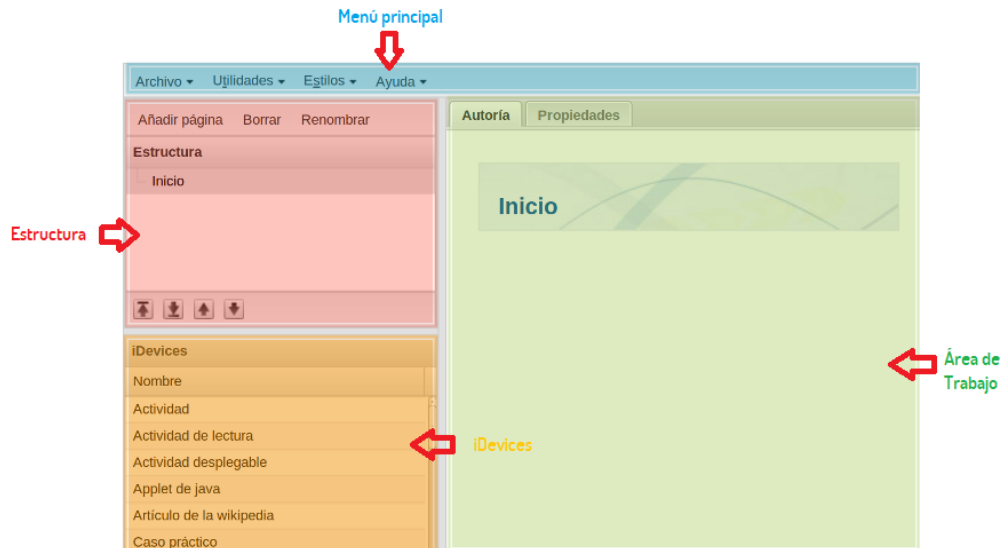 Menú principal
Archivo Utilidades Estilos Ayuda
Añadir página Borrar Renombrar
Estructura
Inicio
Estructura
iDevices
Nombre
Actividad
Actividad de lectura
Actividad desplegable
Applet de java
Artículo de la wikipedia
Caso práctico
iDevices
Autoría Propiedades
Inicio
Área de
Trabajo